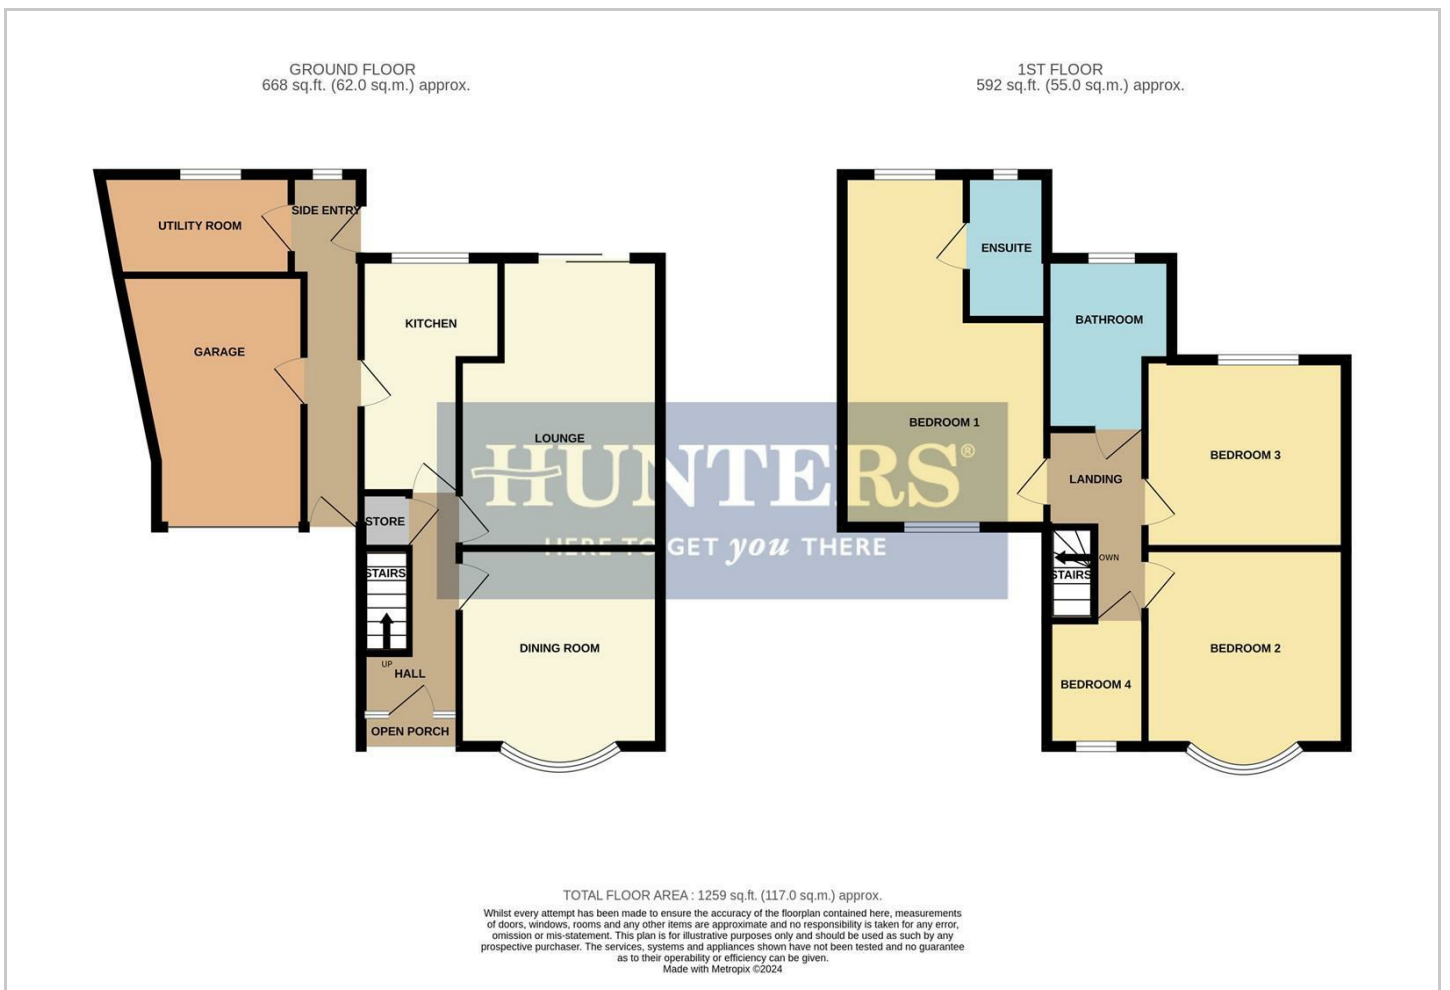 GROUND FLOOR
668 sq.ft. (62.0 sq.m.) approx.
1ST FLOOR
592 sq.ft. (55.0 sq.m.) approx.
UTILITY ROOM
SIDE ENTRY
KITCHEN
GARAGE
LOUNGE
STORE
STAIRS
UP
HALL
OPEN PORCH
DINING ROOM
ENSUITE
BATHROOM
BEDROOM 1
BEDROOM 3
LANDING
OWN
STAIRS
BEDROOM 2
BEDROOM 4
HUNTERS®
HERE TO GET you THERE
TOTAL FLOOR AREA : 1259 sq.ft. (117.0 sq.m.) approx.
Whilst every attempt has been made to ensure the accuracy of the floorplan contained here, measurements
of doors, windows, rooms and any other items are approximate and no responsibility is taken for any error,
omission or mis-statement. This plan is for illustrative purposes only and should be used as such by any
prospective purchaser. The services, systems and appliances shown have not been tested and no guarantee
as to their operability or efficiency can be given.
Made with Metropix ©2024